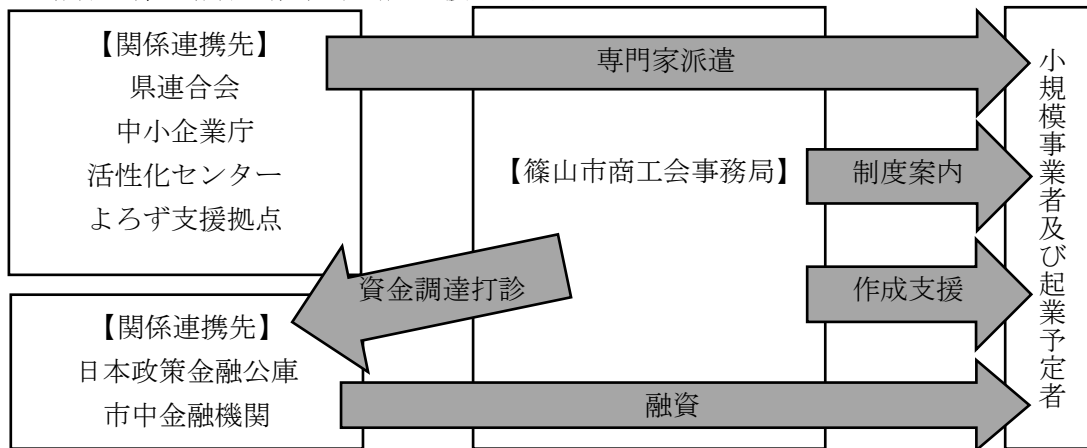 【関係連携先】
県連合会
中小企業庁
活性化センター
よろず支援拠点
専門家派遣
【篠山市商工会事務局】
制度案内
資金調達打診
作成支援
【関係連携先】
日本政策金融公庫
市中金融機関
融資
小規模事業者及び起業予定者